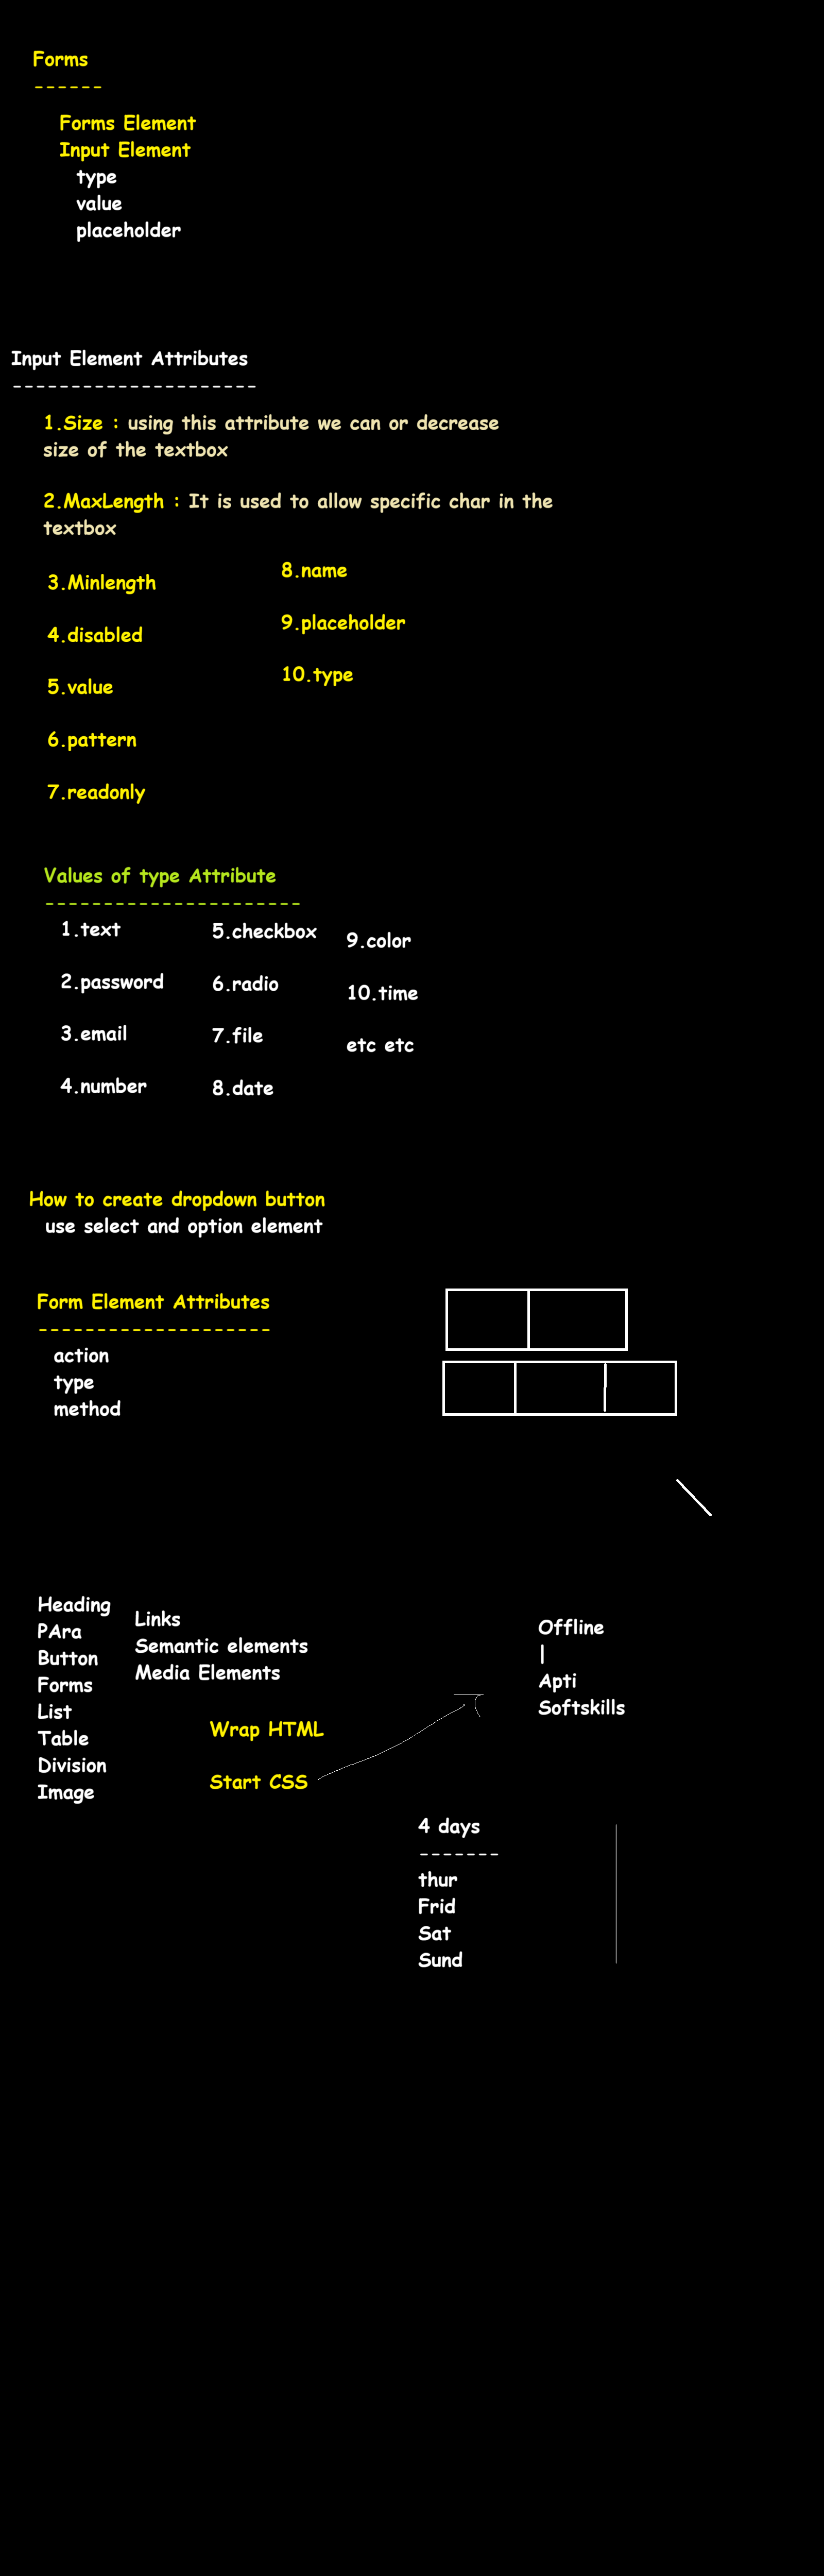 Forms
------
Forms Element
Input Element
type
value
placeholder
Input Element Attributes
---------------------
1.Size : using this attribute we can or decrease
size of the textbox
2.MaxLength : It is used to allow specific char in the
textbox
3.Minlength
4.disabled
5.value
6.pattern
7.readonly
8.name
9.placeholder
10.type
Values of type Attribute
----------------------
1.text
2.password
3.email
4.number
5.checkbox
6.radio
7.file
8.date
9.color
10.time
etc etc
How to create dropdown button
use select and option element
Form Element Attributes
--------------------
action
type
method
Heading
PAra
Button
Forms
List
Table
Division
Image
Links
Semantic elements
Media Elements
Wrap HTML
Start CSS
Offline
|
Apti
Softskills
4 days
-------
thur
Frid
Sat
Sund